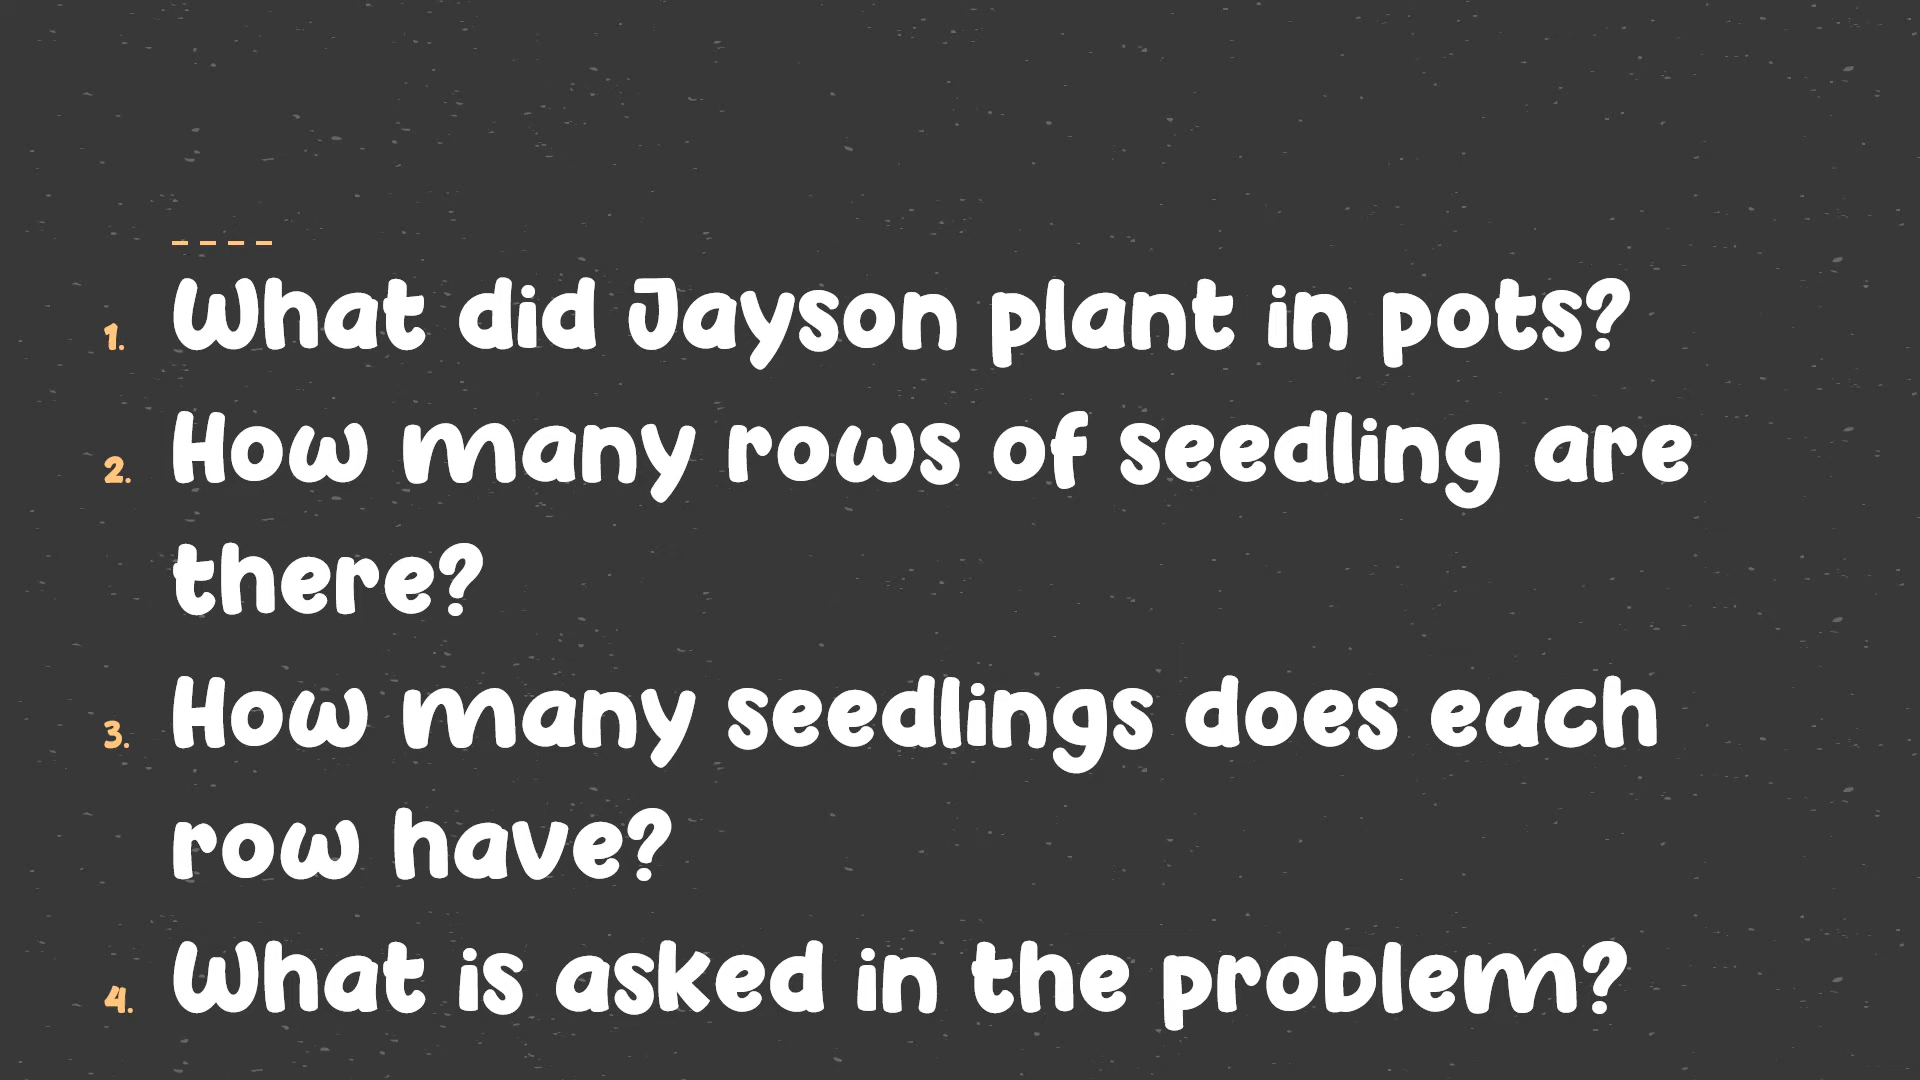 1. What did Jayson plant in pots?
2. How many rows of seedling are
there?
3. How many seedlings does each
row have?
4. What is asked in the problem?